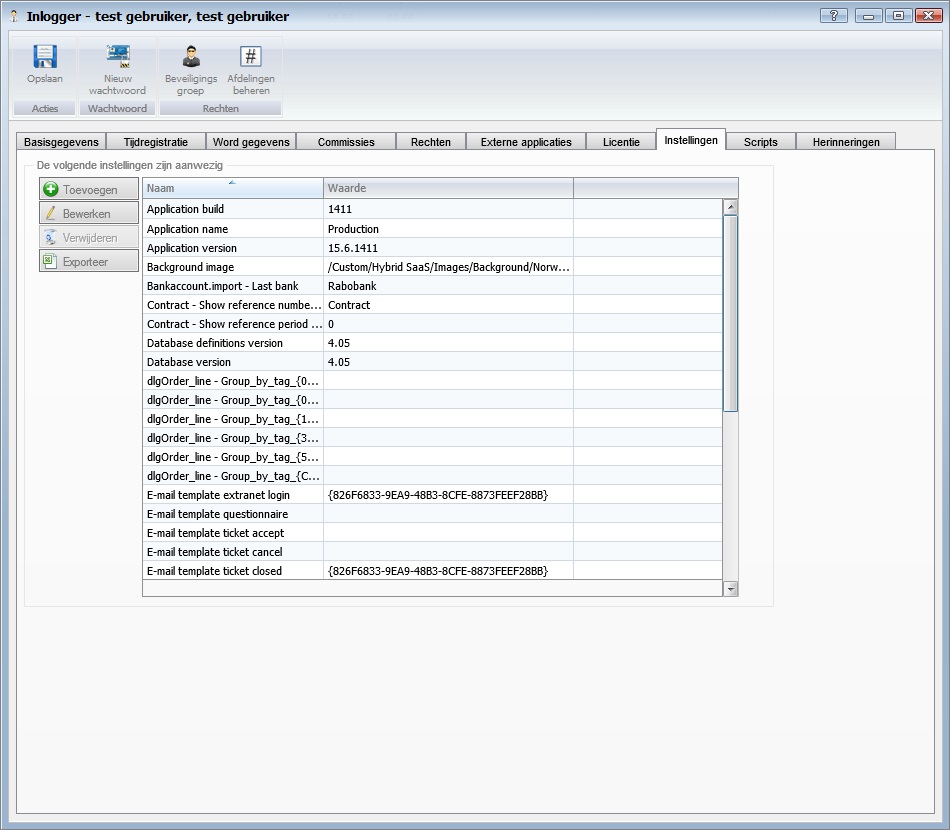 Inlogger - test gebruiker, test gebruiker
?
Opslaan
Nieuw wachtwoord
Beveiligings groep
#
Afdelingen beheren
Acties
Wachtwoord
Rechten
Basisgegevens Tijdregistratie Word gegevens Commissies Rechten Externe applicaties Licentie Instellingen Scripts Herinneringen
De volgende instellingen zijn aanwezig
Toevoegen
Bewerken
Verwijderen
Exporteer
Naam Waarde
Application build 1411
Application name Production
Application version 15.6.1411
Background image /Custom/Hybrid SaaS/Images/Background/Norw...
Bankaccount.import - Last bank Rabobank
Contract - Show reference numbe... Contract
Contract - Show reference period ... 0
Database definitions version 4.05
Database version 4.05
dlgOrder_line - Group_by_tag_{0...
dlgOrder_line - Group_by_tag_{0...
dlgOrder_line - Group_by_tag_{1...
dlgOrder_line - Group_by_tag_{3...
dlgOrder_line - Group_by_tag_{5...
dlgOrder_line - Group_by_tag_{C...
E-mail template extranet login {826F6833-9EA9-48B3-8CFE-8873FEEF28BB}
E-mail template questionnaire
E-mail template ticket accept
E-mail template ticket cancel
E-mail template ticket closed {826F6833-9EA9-48B3-8CFE-8873FEEF28BB}